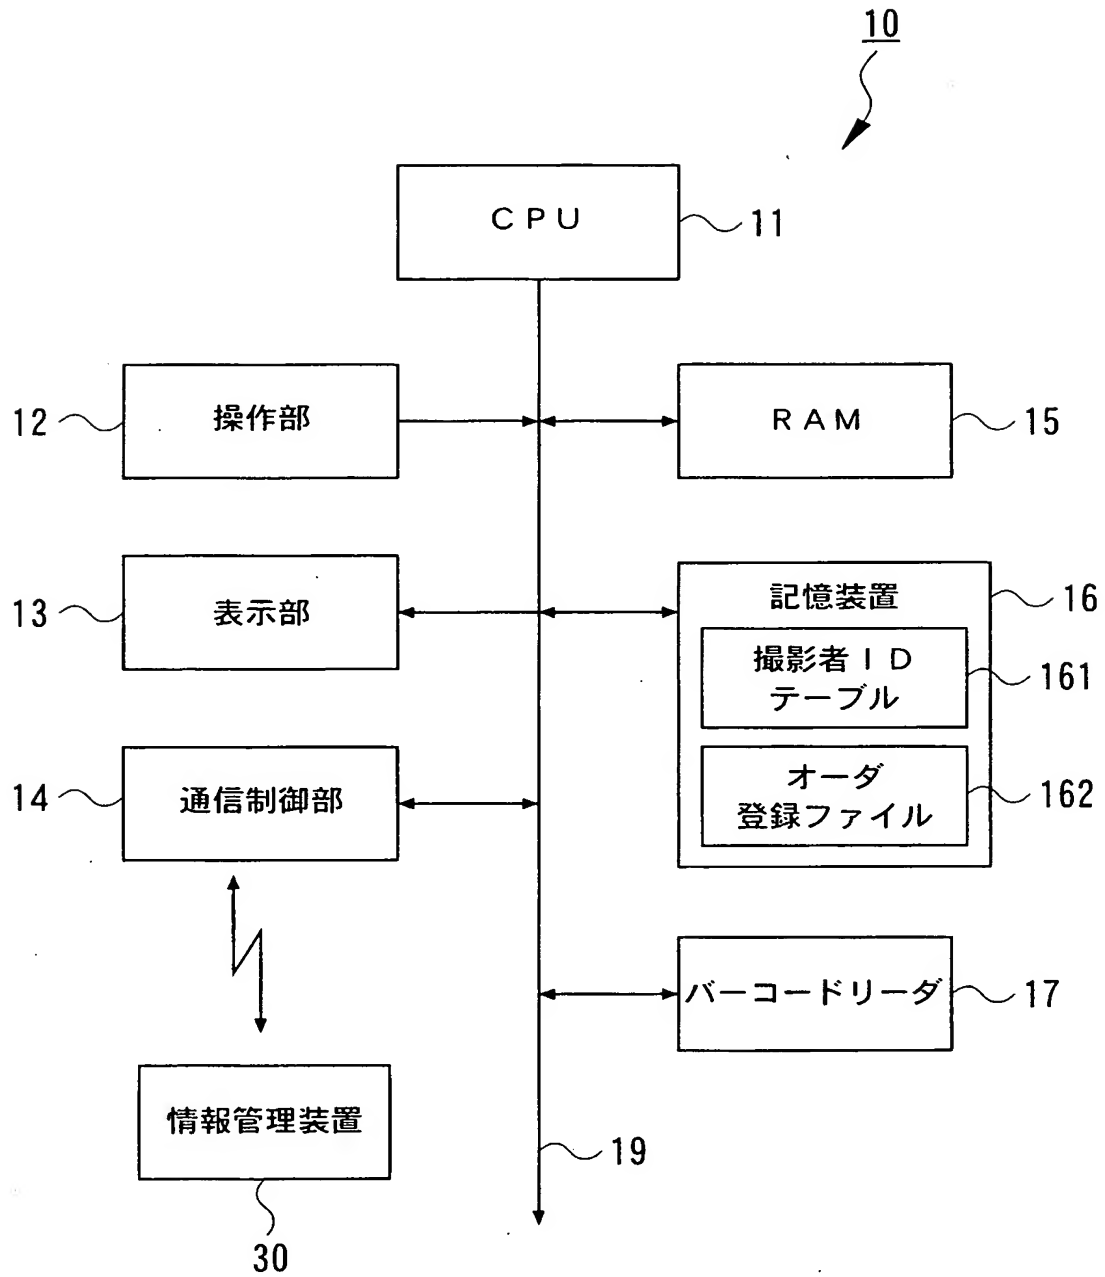 10
CPU
11
12
操作部
RAM
15
13
表示部
記憶装置
16
撮影者ID
テーブル
161
14
通信制御部
オーダ
登録ファイル
162
バーコードリーダ
17
情報管理装置
19
30